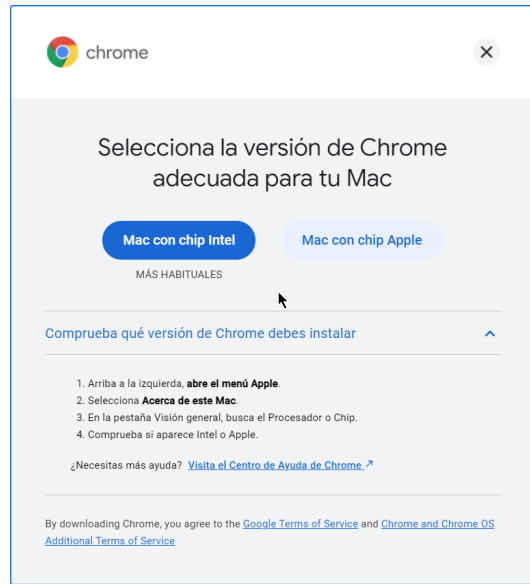 chrome
Selecciona la versión de Chrome
adecuada para tu Mac
Mac con chip Intel
Mac con chip Apple
MÁS HABITUALES
Comprueba qué versión de Chrome debes instalar
1. Arriba a la izquierda, abre el menú Apple.
2. Selecciona Acerca de este Mac.
3. En la pestaña Visión general, busca el Procesador o Chip.
4. Comprueba si aparece Intel o Apple.
¿Necesitas más ayuda? Visita el Centro de Ayuda de Chrome
By downloading Chrome, you agree to the Google Terms of Service and Chrome and Chrome OS
Additional Terms of Service